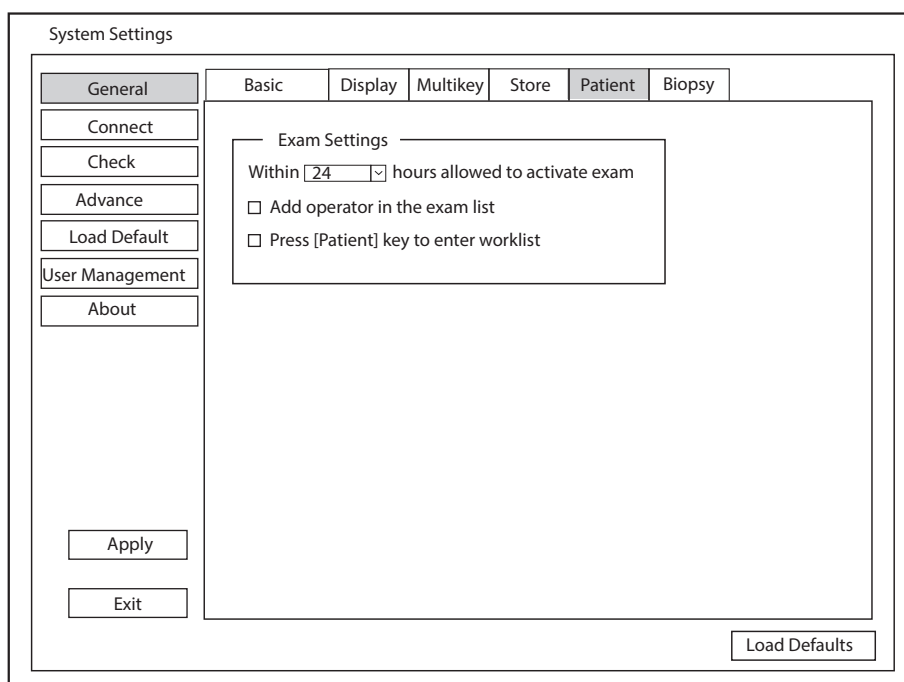 System Settings
General
Connect
Check
Advance
Load Default
User Management
About
Apply
Exit
Basic Display Multikey Store Patient Biopsy
Exam Settings
Within 24 hours allowed to activate exam
Add operator in the exam list
Press [Patient] key to enter worklist
Load Defaults